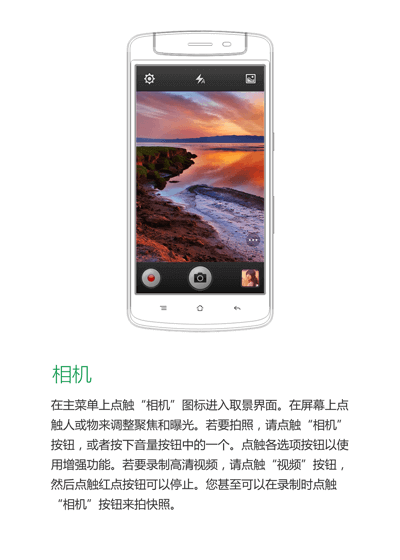 相机
在主菜单上点触“相机”图标进入取景界面。在屏幕上点
触人或物来调整聚焦和曝光。若要拍照，请点触“相机”
按钮，或者按下音量按钮中的一个。点触各选项按钮以使
用增强功能。若要录制高清视频，请点触“视频”按钮，
然后点触红点按钮可以停止。您甚至可以在录制时点触
“相机”按钮来拍快照。